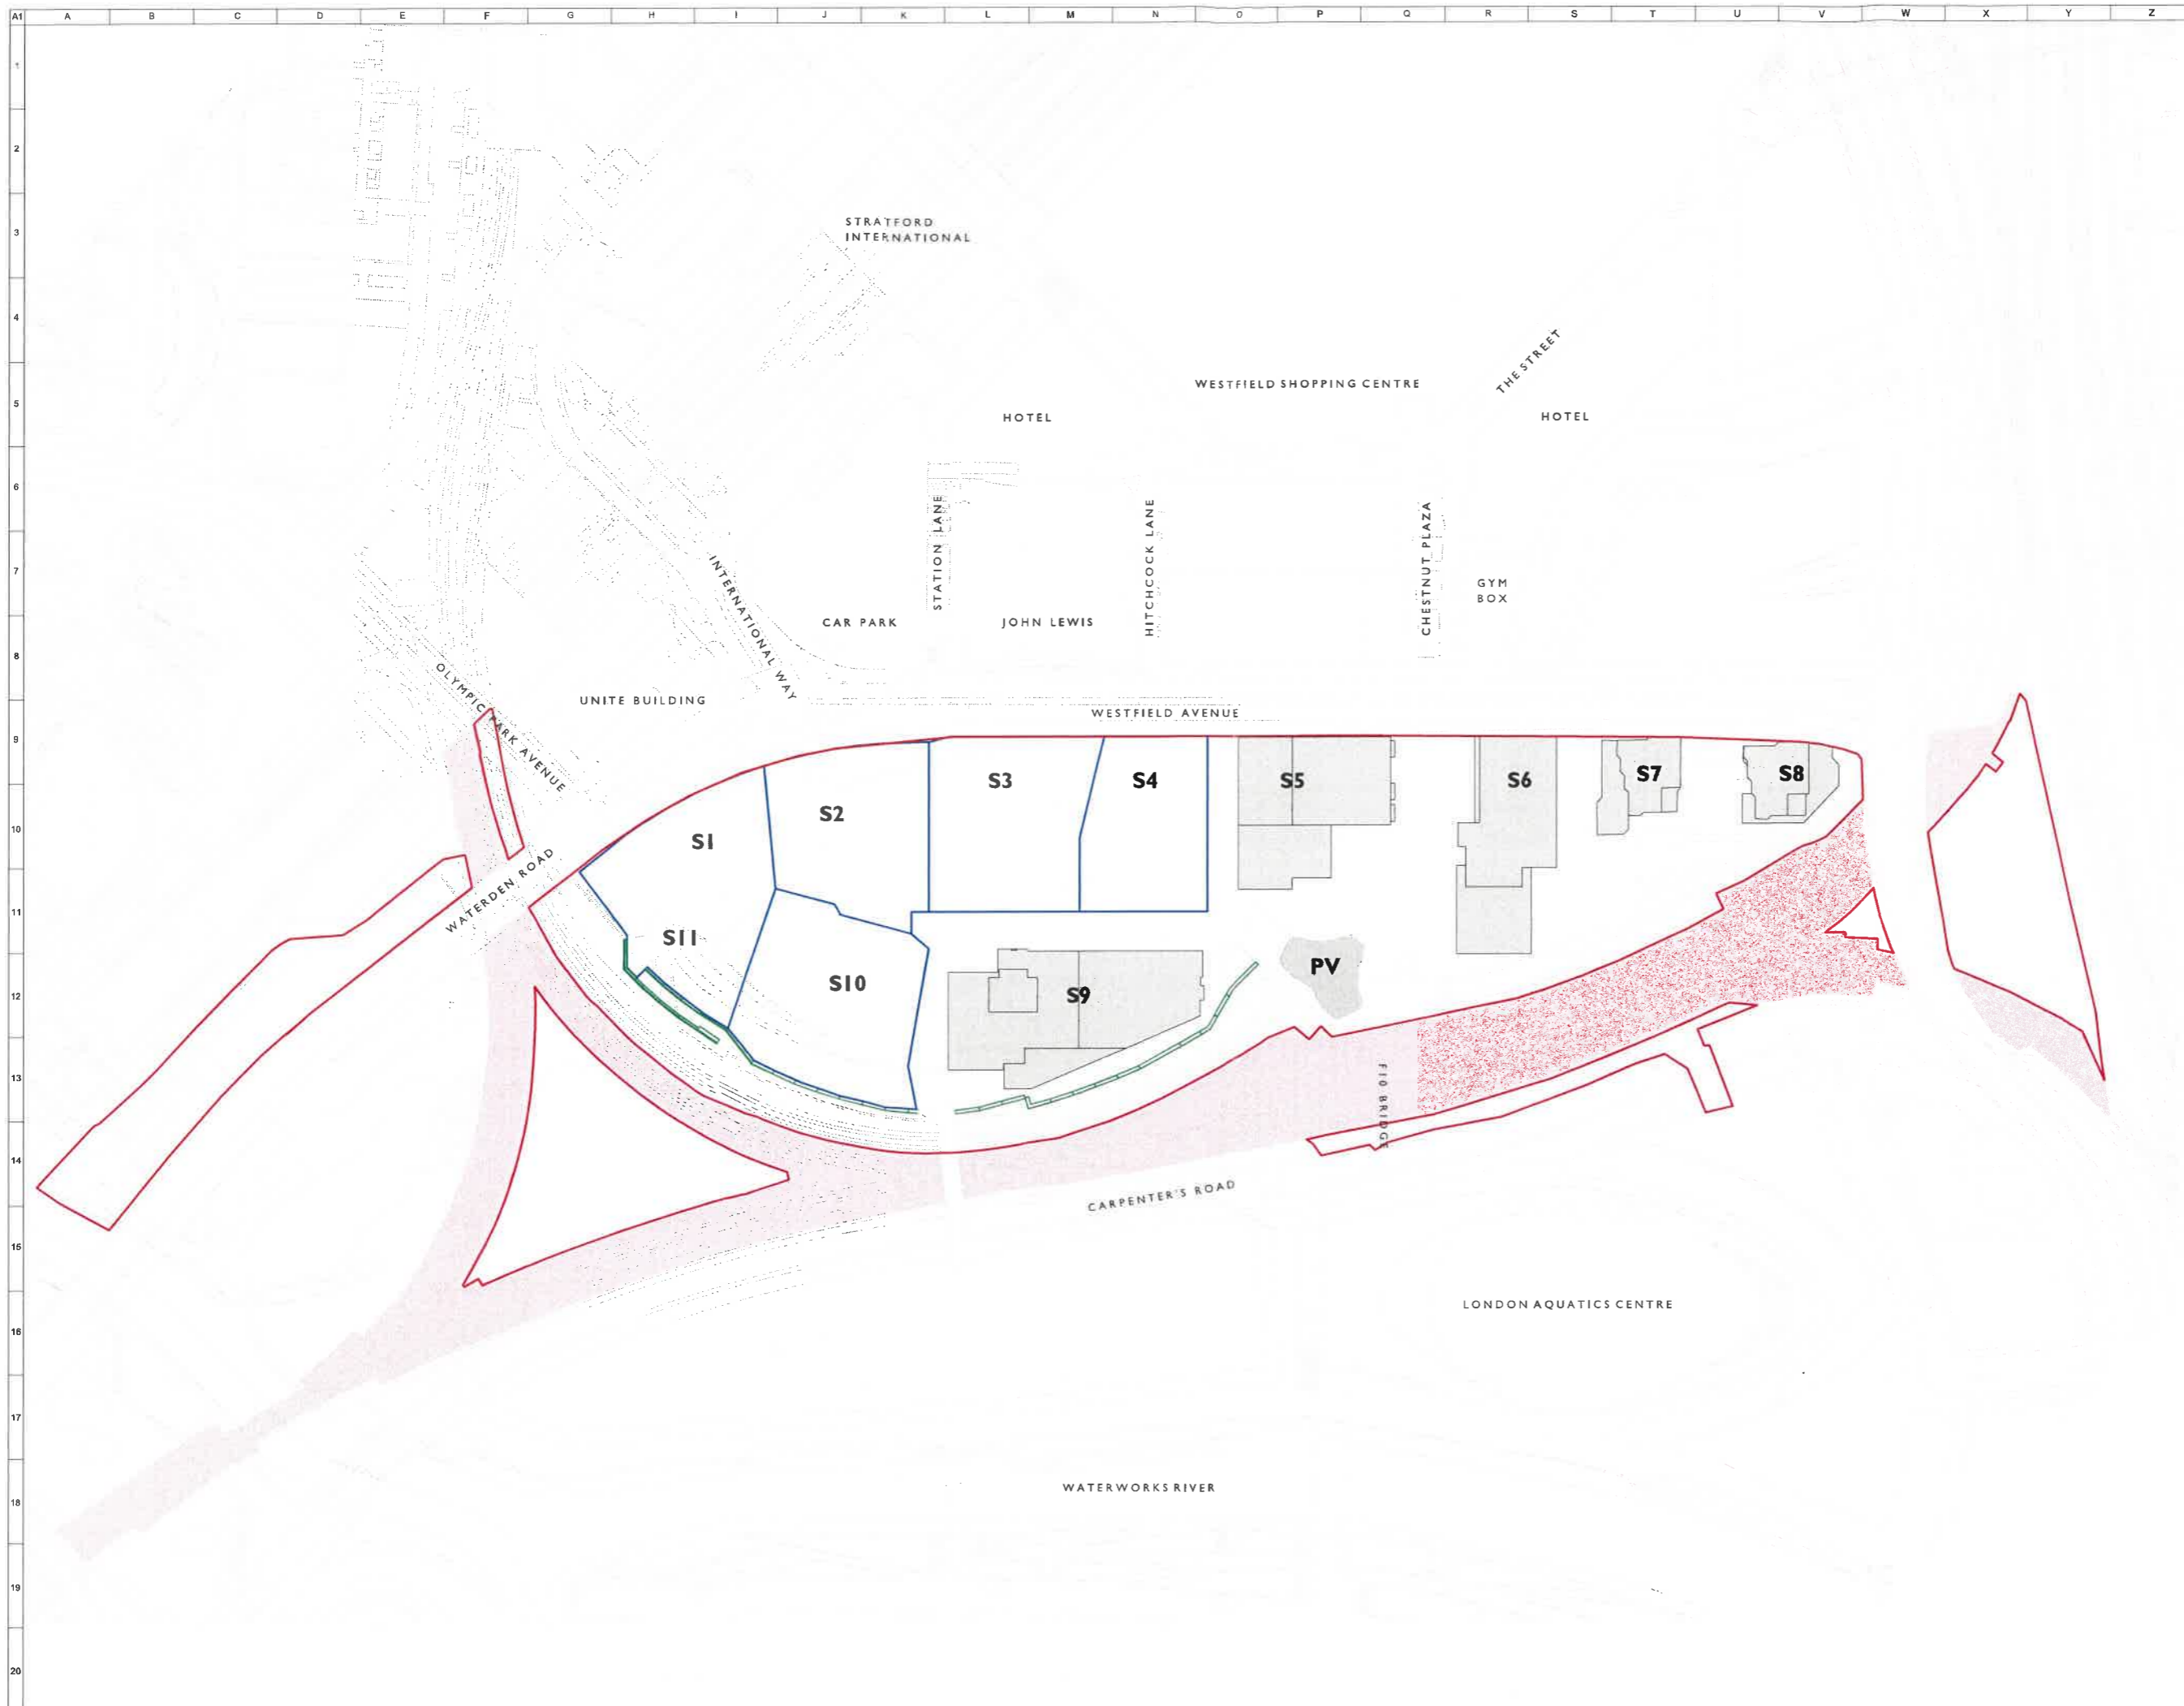 A1 A B C D E F G H I J K L M N O P Q R S T U V W X Y Z
1
2
3
4
5
6
7
8
9
10
11
12
13
14
15
16
17
18
19
20
STRATFORD
INTERNATIONAL
THE STREET
WESTFIELD SHOPPING CENTRE
HOTEL
HOTEL
STATION LANE
HITCHCOCK LANE
CHESTNUT PLAZA
GYM
BOX
INTERNATIONAL WAY
CAR PARK
JOHN LEWIS
OLYMPIC PARK AVENUE
UNITE BUILDING
WESTFIELD AVENUE
S1
S2
S3
S4
S5
S6
S7
S8
WATERDEN ROAD
S11
S10
S9
PV
F10 BRIDGE
CARPENTER'S ROAD
LONDON AQUATICS CENTRE
WATERWORKS RIVER